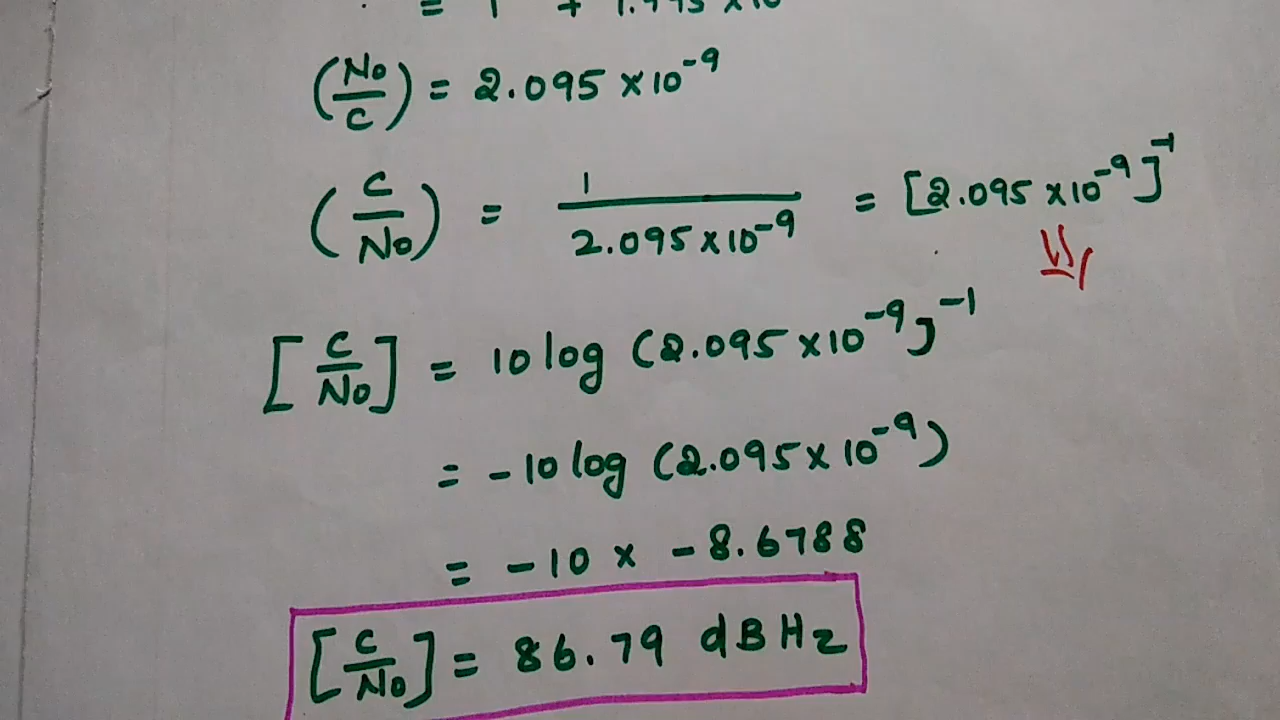 (No/C) = 2.095 × 10⁻⁹
(C/No) = 1/2.095 × 10⁻⁹ = [2.095 × 10⁻⁹]⁻¹
[C/No] = 10 log (2.095 × 10⁻⁹]⁻¹
= -10 log (2.095 × 10⁻⁹)
= -10 × -8.6788
[C/No] = 86.79 dBHz